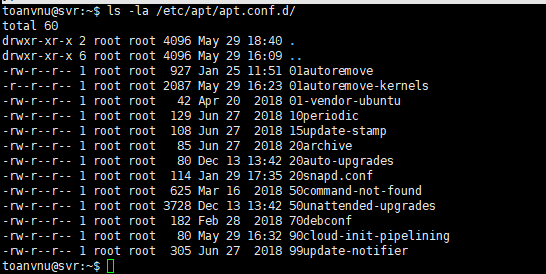 toanvnu@svr:~$ ls -la /etc/apt/apt.conf.d/
total 60
drwxr-xr-x 2 root root 4096 May 29 18:40 .
drwxr-xr-x 6 root root 4096 May 29 16:09 ..
-rw-r--r-- 1 root root  927 Jan 25 11:51 01autoremove
-r--r--r-- 1 root root 2087 May 29 16:23 01autoremove-kernels
-rw-r--r-- 1 root root   42 Apr 20  2018 01-vendor-ubuntu
-rw-r--r-- 1 root root  129 Jun 27  2018 10periodic
-rw-r--r-- 1 root root  108 Jun 27  2018 15update-stamp
-rw-r--r-- 1 root root   85 Jun 27  2018 20archive
-rw-r--r-- 1 root root   80 Dec 13 13:42 20auto-upgrades
-rw-r--r-- 1 root root  114 Jan 29 17:35 20snapd.conf
-rw-r--r-- 1 root root  625 Mar 16  2018 50command-not-found
-rw-r--r-- 1 root root 3728 Dec 13 13:42 50unattended-upgrades
-rw-r--r-- 1 root root  182 Feb 28  2018 70debconf
-rw-r--r-- 1 root root   80 May 29 16:32 90cloud-init-pipelining
-rw-r--r-- 1 root root  305 Jun 27  2018 99update-notifier
toanvnu@svr:~$